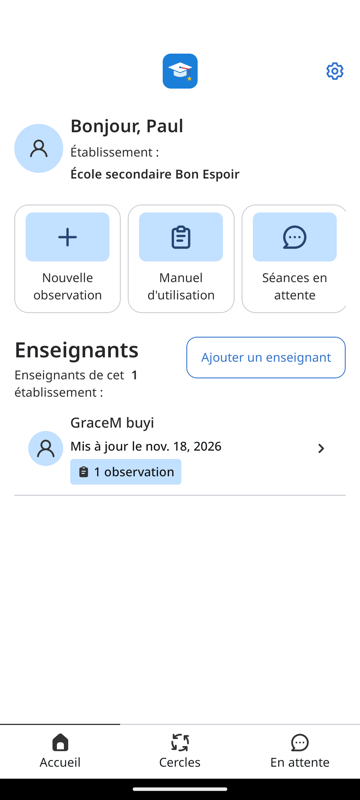 Bonjour, Paul
Établissement :
École secondaire Bon Espoir
Nouvelle
observation
Manuel
d'utilisation
Séances en
attente
Enseignants
Ajouter un enseignant
Enseignants de cet 1
établissement :
GraceM buyi
Mis à jour le nov. 18, 2026
1 observation
Accueil
Cercles
En attente